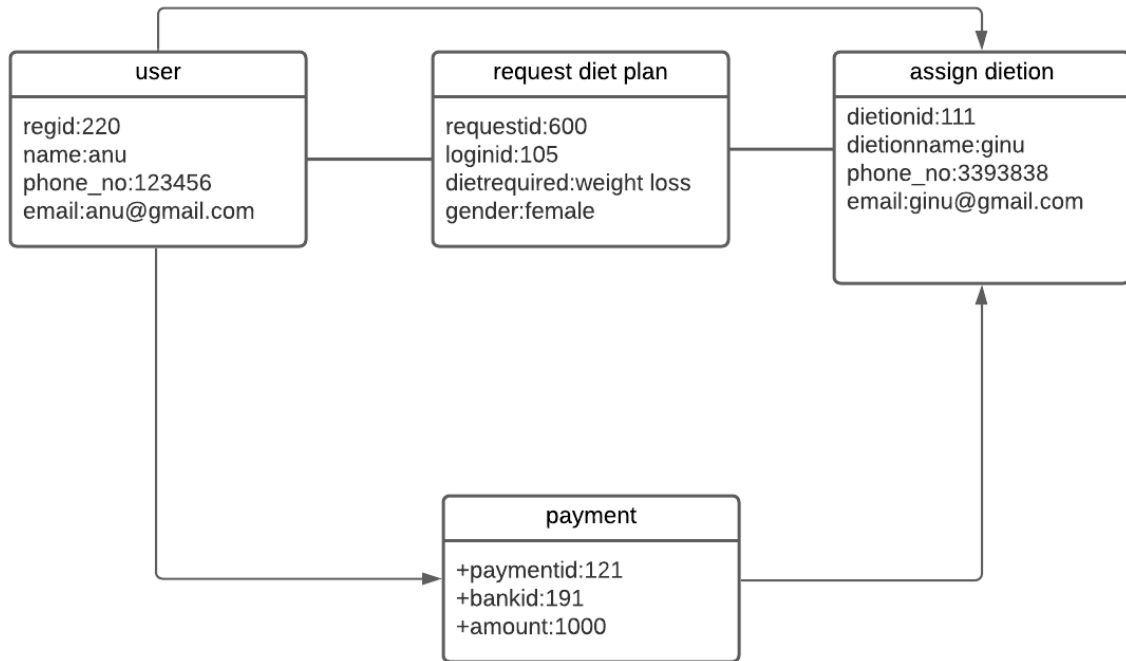 user
regid:220
name:anu
phone_no:123456
email:anu@gmail.com
request diet plan
requestid:600
loginid:105
dietrequired:weight loss
gender:female
assign dietion
dietionid:111
dietionname:ginu
phone_no:3393838
email:ginu@gmail.com
payment
+paymentid:121
+bankid:191
+amount:1000